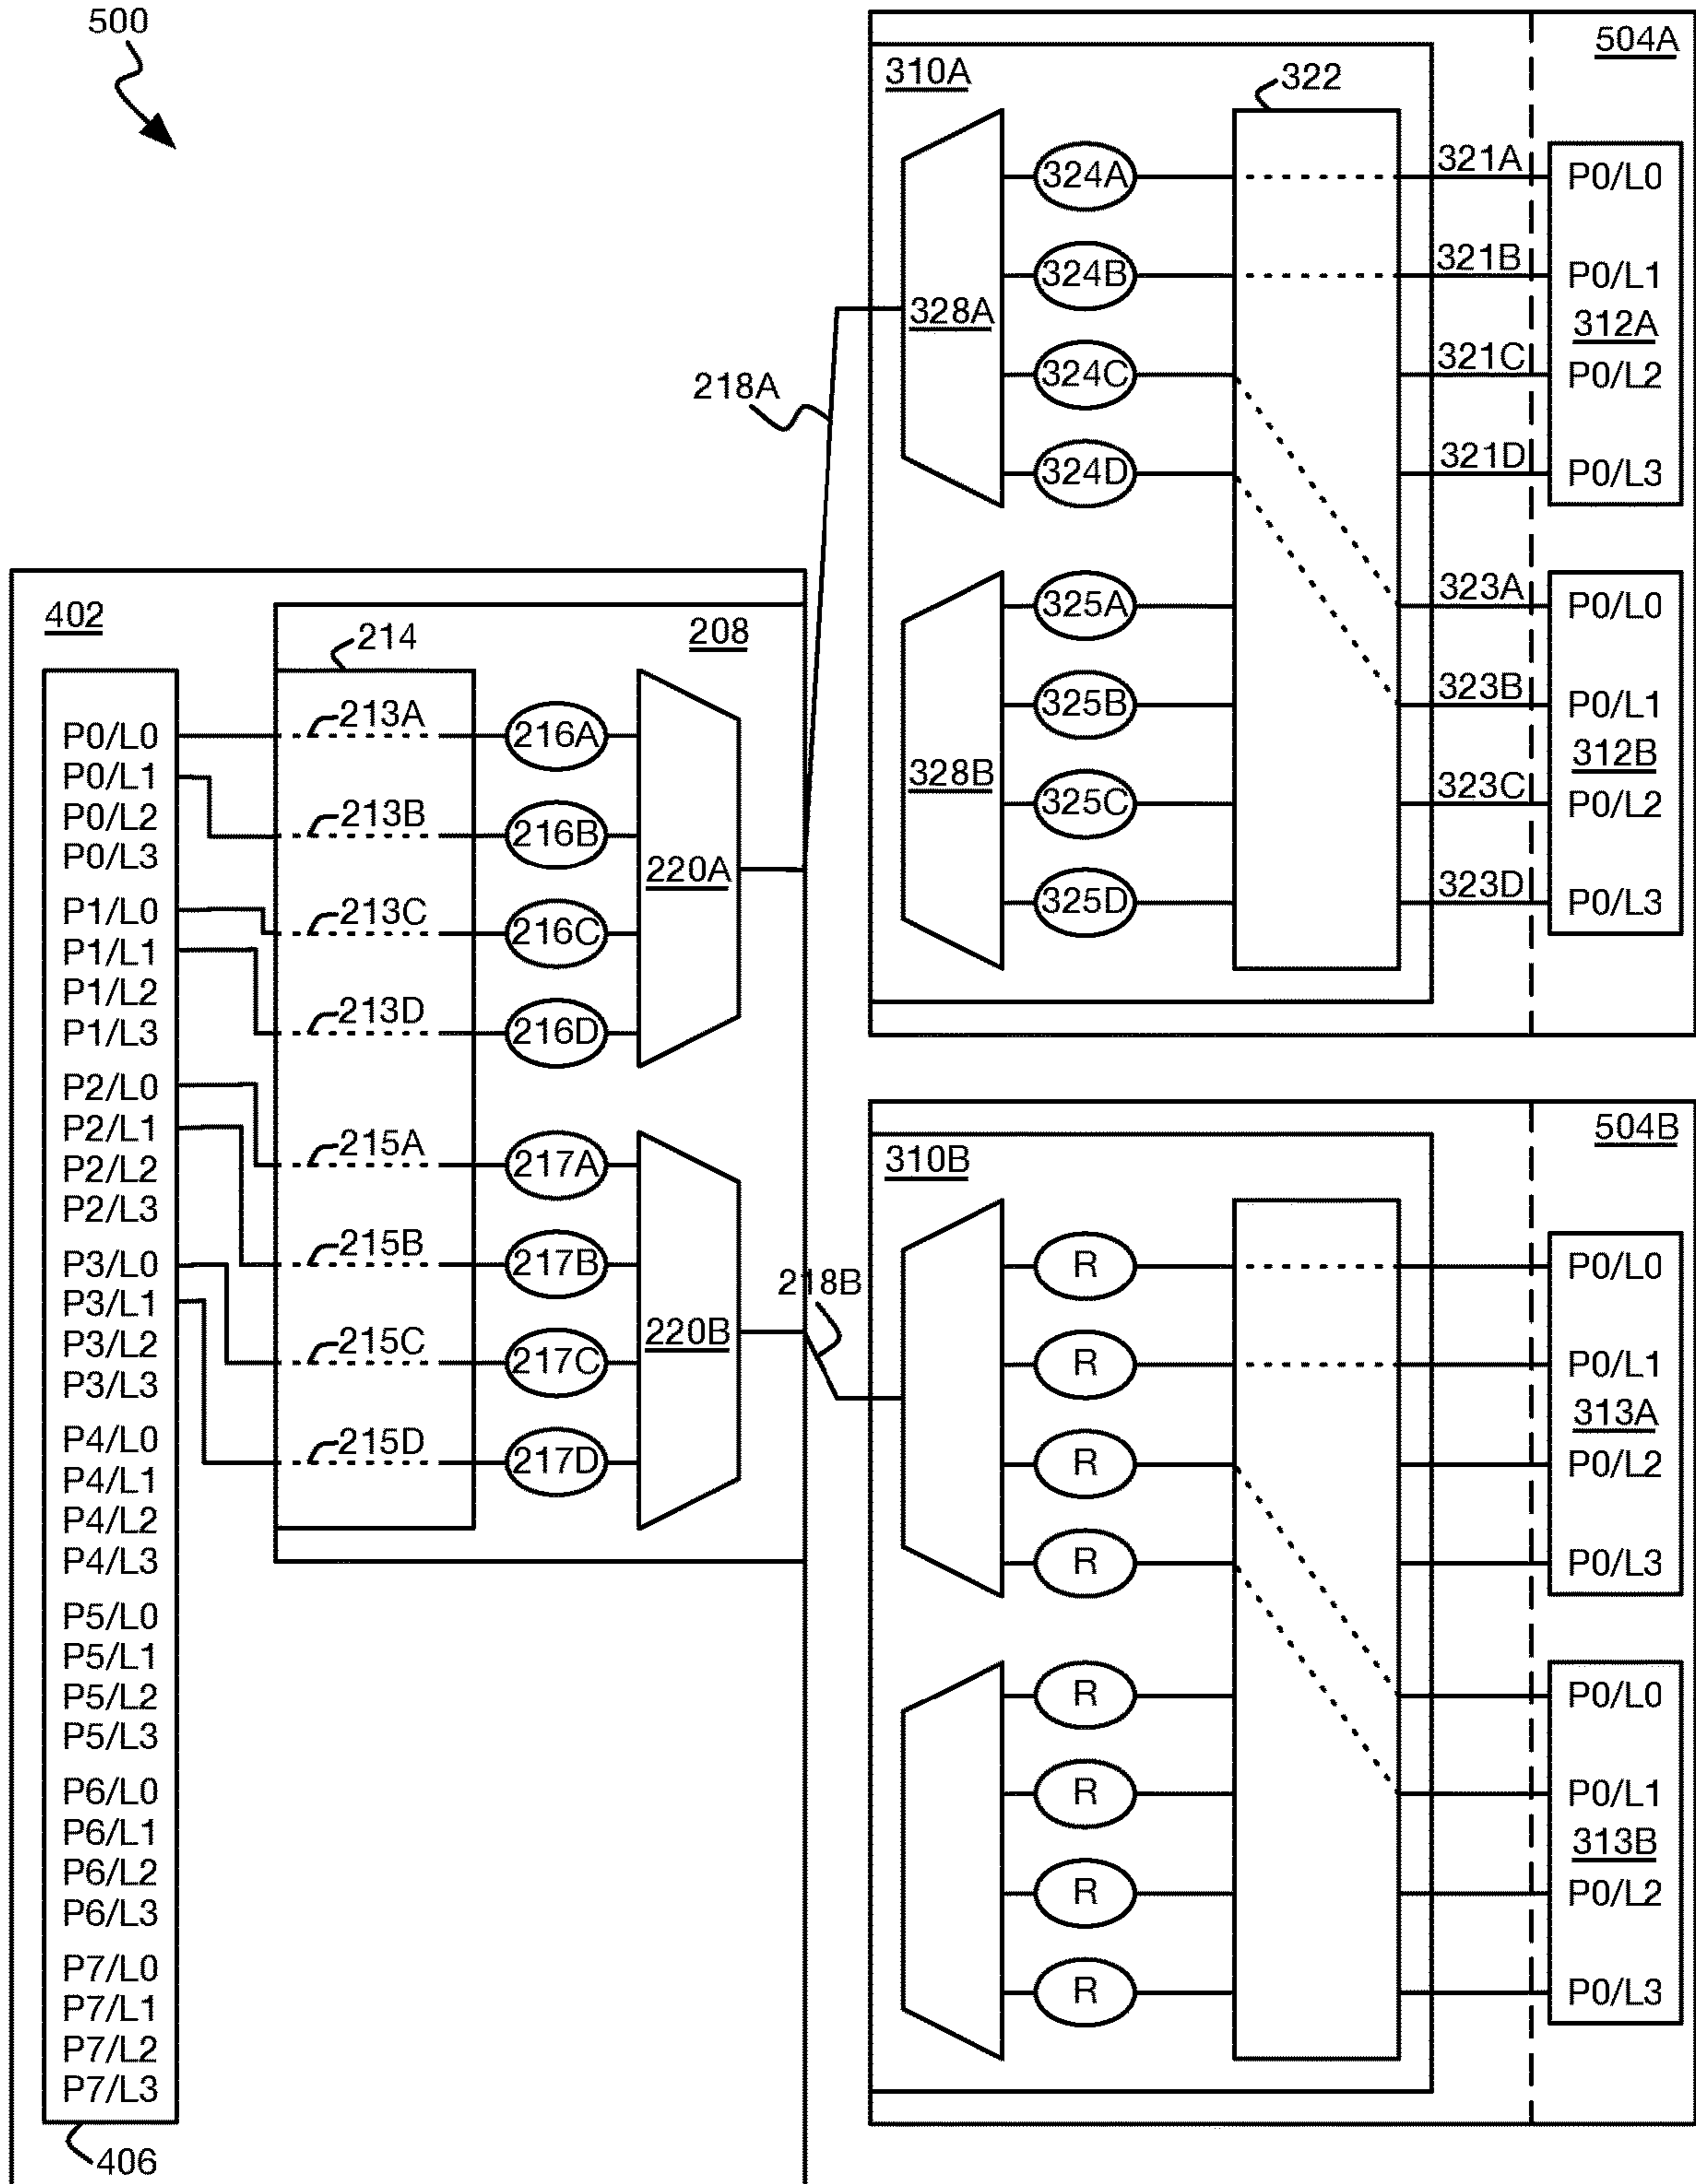 500
504A
310A
322
324A
321A
P0/L0
324B
321B
P0/L1
328A
312A
324C
321C
P0/L2
218A
324D
321D
P0/L3
325A
323A
P0/L0
325B
323B
P0/L1
328B
312B
325C
323C
P0/L2
325D
323D
P0/L3
402
208
214
P0/L0
P0/L1
P0/L2
P0/L3
P1/L0
P1/L1
P1/L2
P1/L3
P2/L0
P2/L1
P2/L2
P2/L3
P3/L0
P3/L1
P3/L2
P3/L3
P4/L0
P4/L1
P4/L2
P4/L3
P5/L0
P5/L1
P5/L2
P5/L3
P6/L0
P6/L1
P6/L2
P6/L3
P7/L0
P7/L1
P7/L2
P7/L3
406
213A
216A
213B
216B
220A
213C
216C
213D
216D
215A
217A
215B
217B
220B
215C
217C
215D
217D
218B
504B
310B
R
P0/L0
R
P0/L1
313A
R
P0/L2
R
P0/L3
R
P0/L0
R
P0/L1
313B
R
P0/L2
R
P0/L3